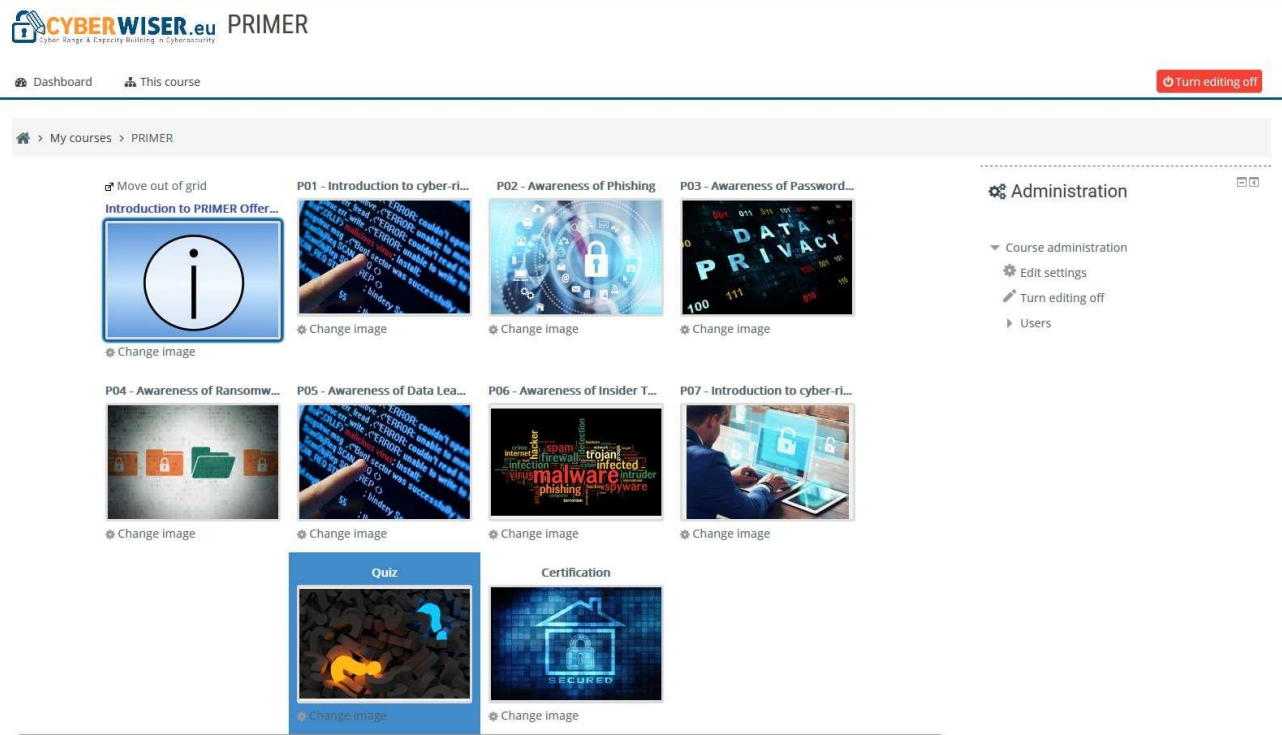 CYBERWISER.eu PRIMER
Cyber Range & Capacity Building in Cybersecurity
Dashboard This course Turn editing off
> My courses > PRIMER
Move out of grid
Introduction to PRIMER Offer...
Change image
P01 - Introduction to cyber-ri...
Change image
P02 - Awareness of Phishing
Change image
P03 - Awareness of Password...
DATA
PRIVACY
Change image
Administration
Course administration
Edit settings
Turn editing off
Users
P04 - Awareness of Ransomw...
Change image
P05 - Awareness of Data Lea...
Change image
P06 - Awareness of Insider T...
crime
hacker
spam
detection
internet
firewall
trojan
infection
infected
virus
malware
intruder
phishing
spyware
Change image
P07 - Introduction to cyber-ri...
Change image
Quiz
Change image
Certification
SECURED
Change image